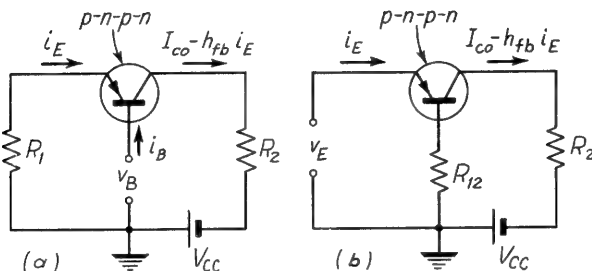 p-n-p-n
i_E
I_co-h_fb i_E
R_1
i_B
v_B
R_2
V_CC
(a)
p-n-p-n
i_E
I_co-h_fb i_E
v_E
R_12
R_2
V_CC
(b)